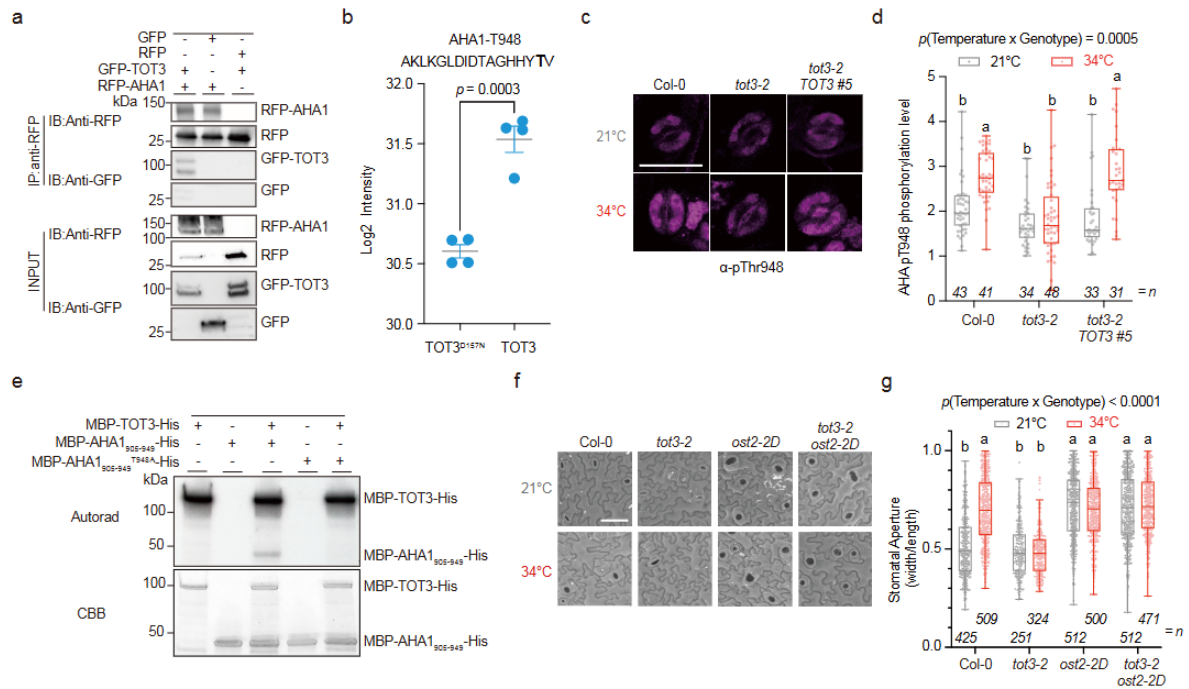 a
GFP - + -
RFP - - +
GFP-TOT3 + - +
RFP-AHA1 + + -
kDa
IP:anti-RFP
IB:Anti-RFP
150
RFP-AHA1
25
RFP
IB:Anti-GFP
100
GFP-TOT3
GFP
INPUT
IB:Anti-RFP
150
100
RFP-AHA1
25
RFP
IB:Anti-GFP
100
GFP-TOT3
25
GFP
b
AHA1-T948
AKLKGLDIDTAGHHYTV
p = 0.0003
Log2 Intensity
32.0
31.5
31.0
30.5
30.0
TOT3D157N TOT3
c
Col-0 tot3-2 tot3-2
TOT3 #5
21°C
34°C
α-pThr948
d
p(Temperature x Genotype) = 0.0005
21°C 34°C
AHA pT948 phosphorylation level
5
4
3
2
1
0
b a b b b a
43 41 34 48 33 31 = n
Col-0 tot3-2 tot3-2
TOT3 #5
e
MBP-TOT3-His + - + - +
MBP-AHA1905-949-His - + + - -
MBP-AHA1905-949T948A-His - - - + +
kDa
Autorad
100
50
MBP-TOT3-His
MBP-AHA1905-949-His
CBB
100
50
MBP-TOT3-His
MBP-AHA1905-949-His
f
Col-0 tot3-2 ost2-2D tot3-2
ost2-2D
21°C
34°C
g
p(Temperature x Genotype) < 0.0001
21°C 34°C
Stomatal Aperture
(width/length)
1.0
0.5
0.0
b a b b a a a a
425 509 251 324 512 500 512 471 = n
Col-0 tot3-2 ost2-2D tot3-2
ost2-2D